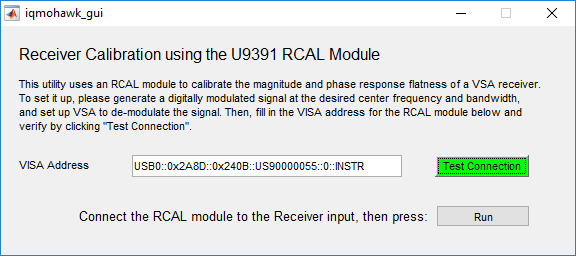 iqmohawk_gui
Receiver Calibration using the U9391 RCAL Module
This utility uses an RCAL module to calibrate the magnitude and phase response flatness of a VSA receiver.
To set it up, please generate a digitally modulated signal at the desired center frequency and bandwidth,
and set up VSA to de-modulate the signal. Then, fill in the VISA address for the RCAL module below and
verify by clicking "Test Connection".
VISA Address USB0::0x2A8D::0x240B::US90000055::0::INSTR Test Connection
Connect the RCAL module to the Receiver input, then press: Run